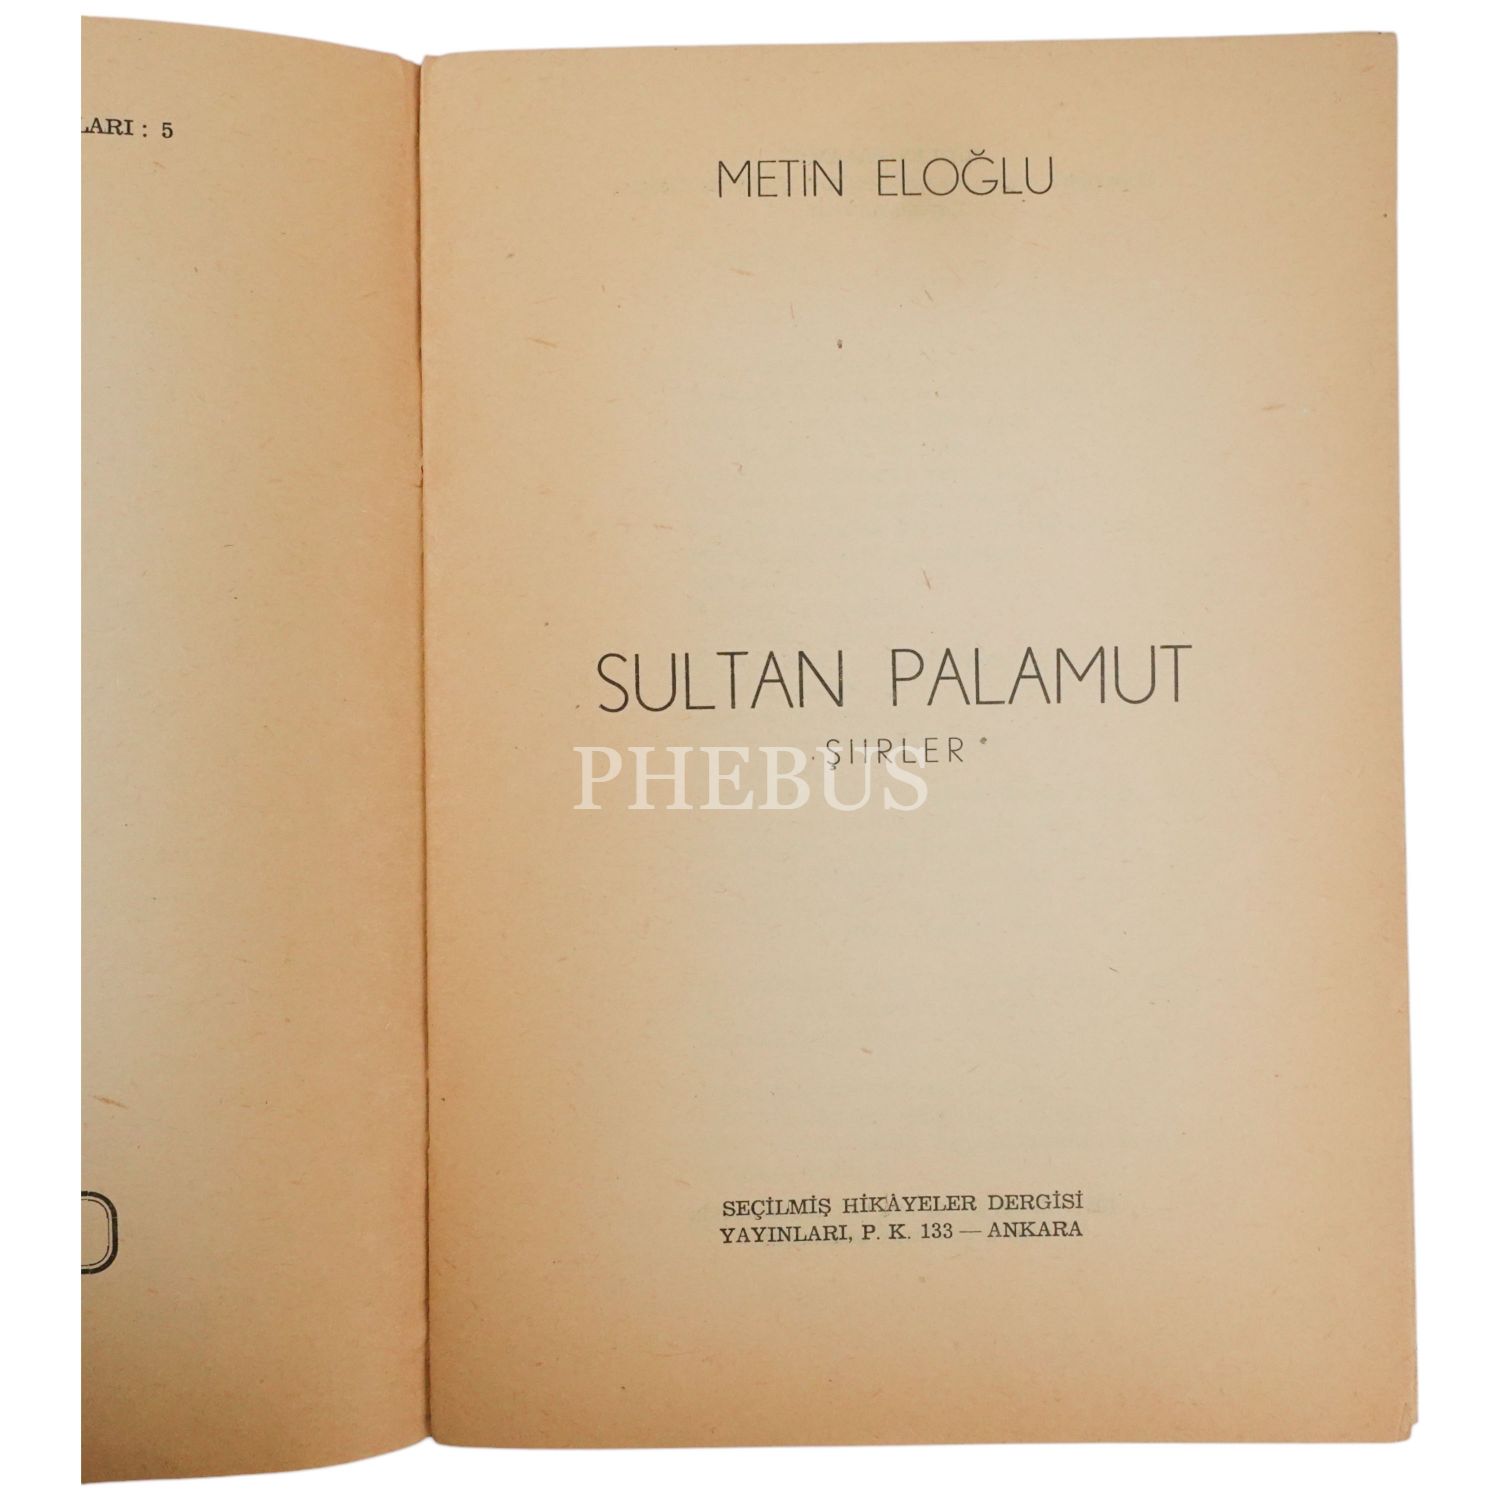 LARI : 5
METİN ELOĞLU
SULTAN PALAMUT
ŞİİRLER
PHEBUS
SEÇİLMİŞ HİKÂYELER DERGİSİ
YAYINLARI, P. K. 133 — ANKARA